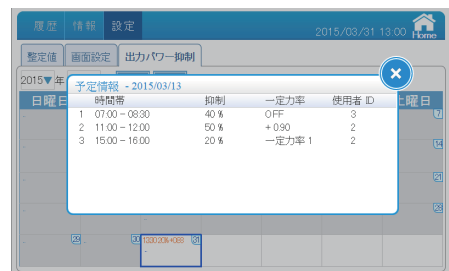 履歴 情報 設定
2015/03/31 13:00 Home
整定値 画面設定 出力パワー抑制
2015▼年
日曜日 土曜日
予定情報 - 2015/03/13
時間帯 抑制 一定力率 使用者 ID
1 07:00 - 08:30 40 % OFF 3
2 11:00 - 12:00 50 % + 0.90 2
3 15:00 - 16:00 20 % 一定力率 1 2
7
14
21
28
29 30 31